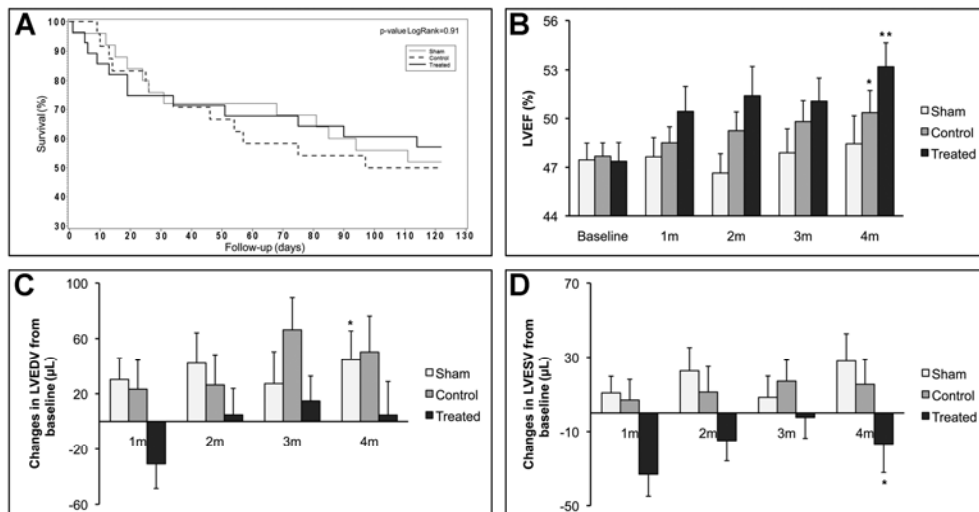 A
p-value LogRank=0.91
Sham
Control
Treated
Survival (%)
100
90
80
70
60
50
40
30
0 10 20 30 40 50 60 70 80 90 100 110 120 130
Follow-up (days)
B
LVEF (%)
56
53
50
47
44
* **
Sham
Control
Treated
Baseline 1m 2m 3m 4m
C
Changes in LVEDV from
baseline (µL)
100
60
20
-20
-60
*
1m 2m 3m 4m
Sham
Control
Treated
D
Changes in LVESV from
baseline (µL)
70
30
-10
-50
1m 2m 3m 4m
*
Sham
Control
Treated